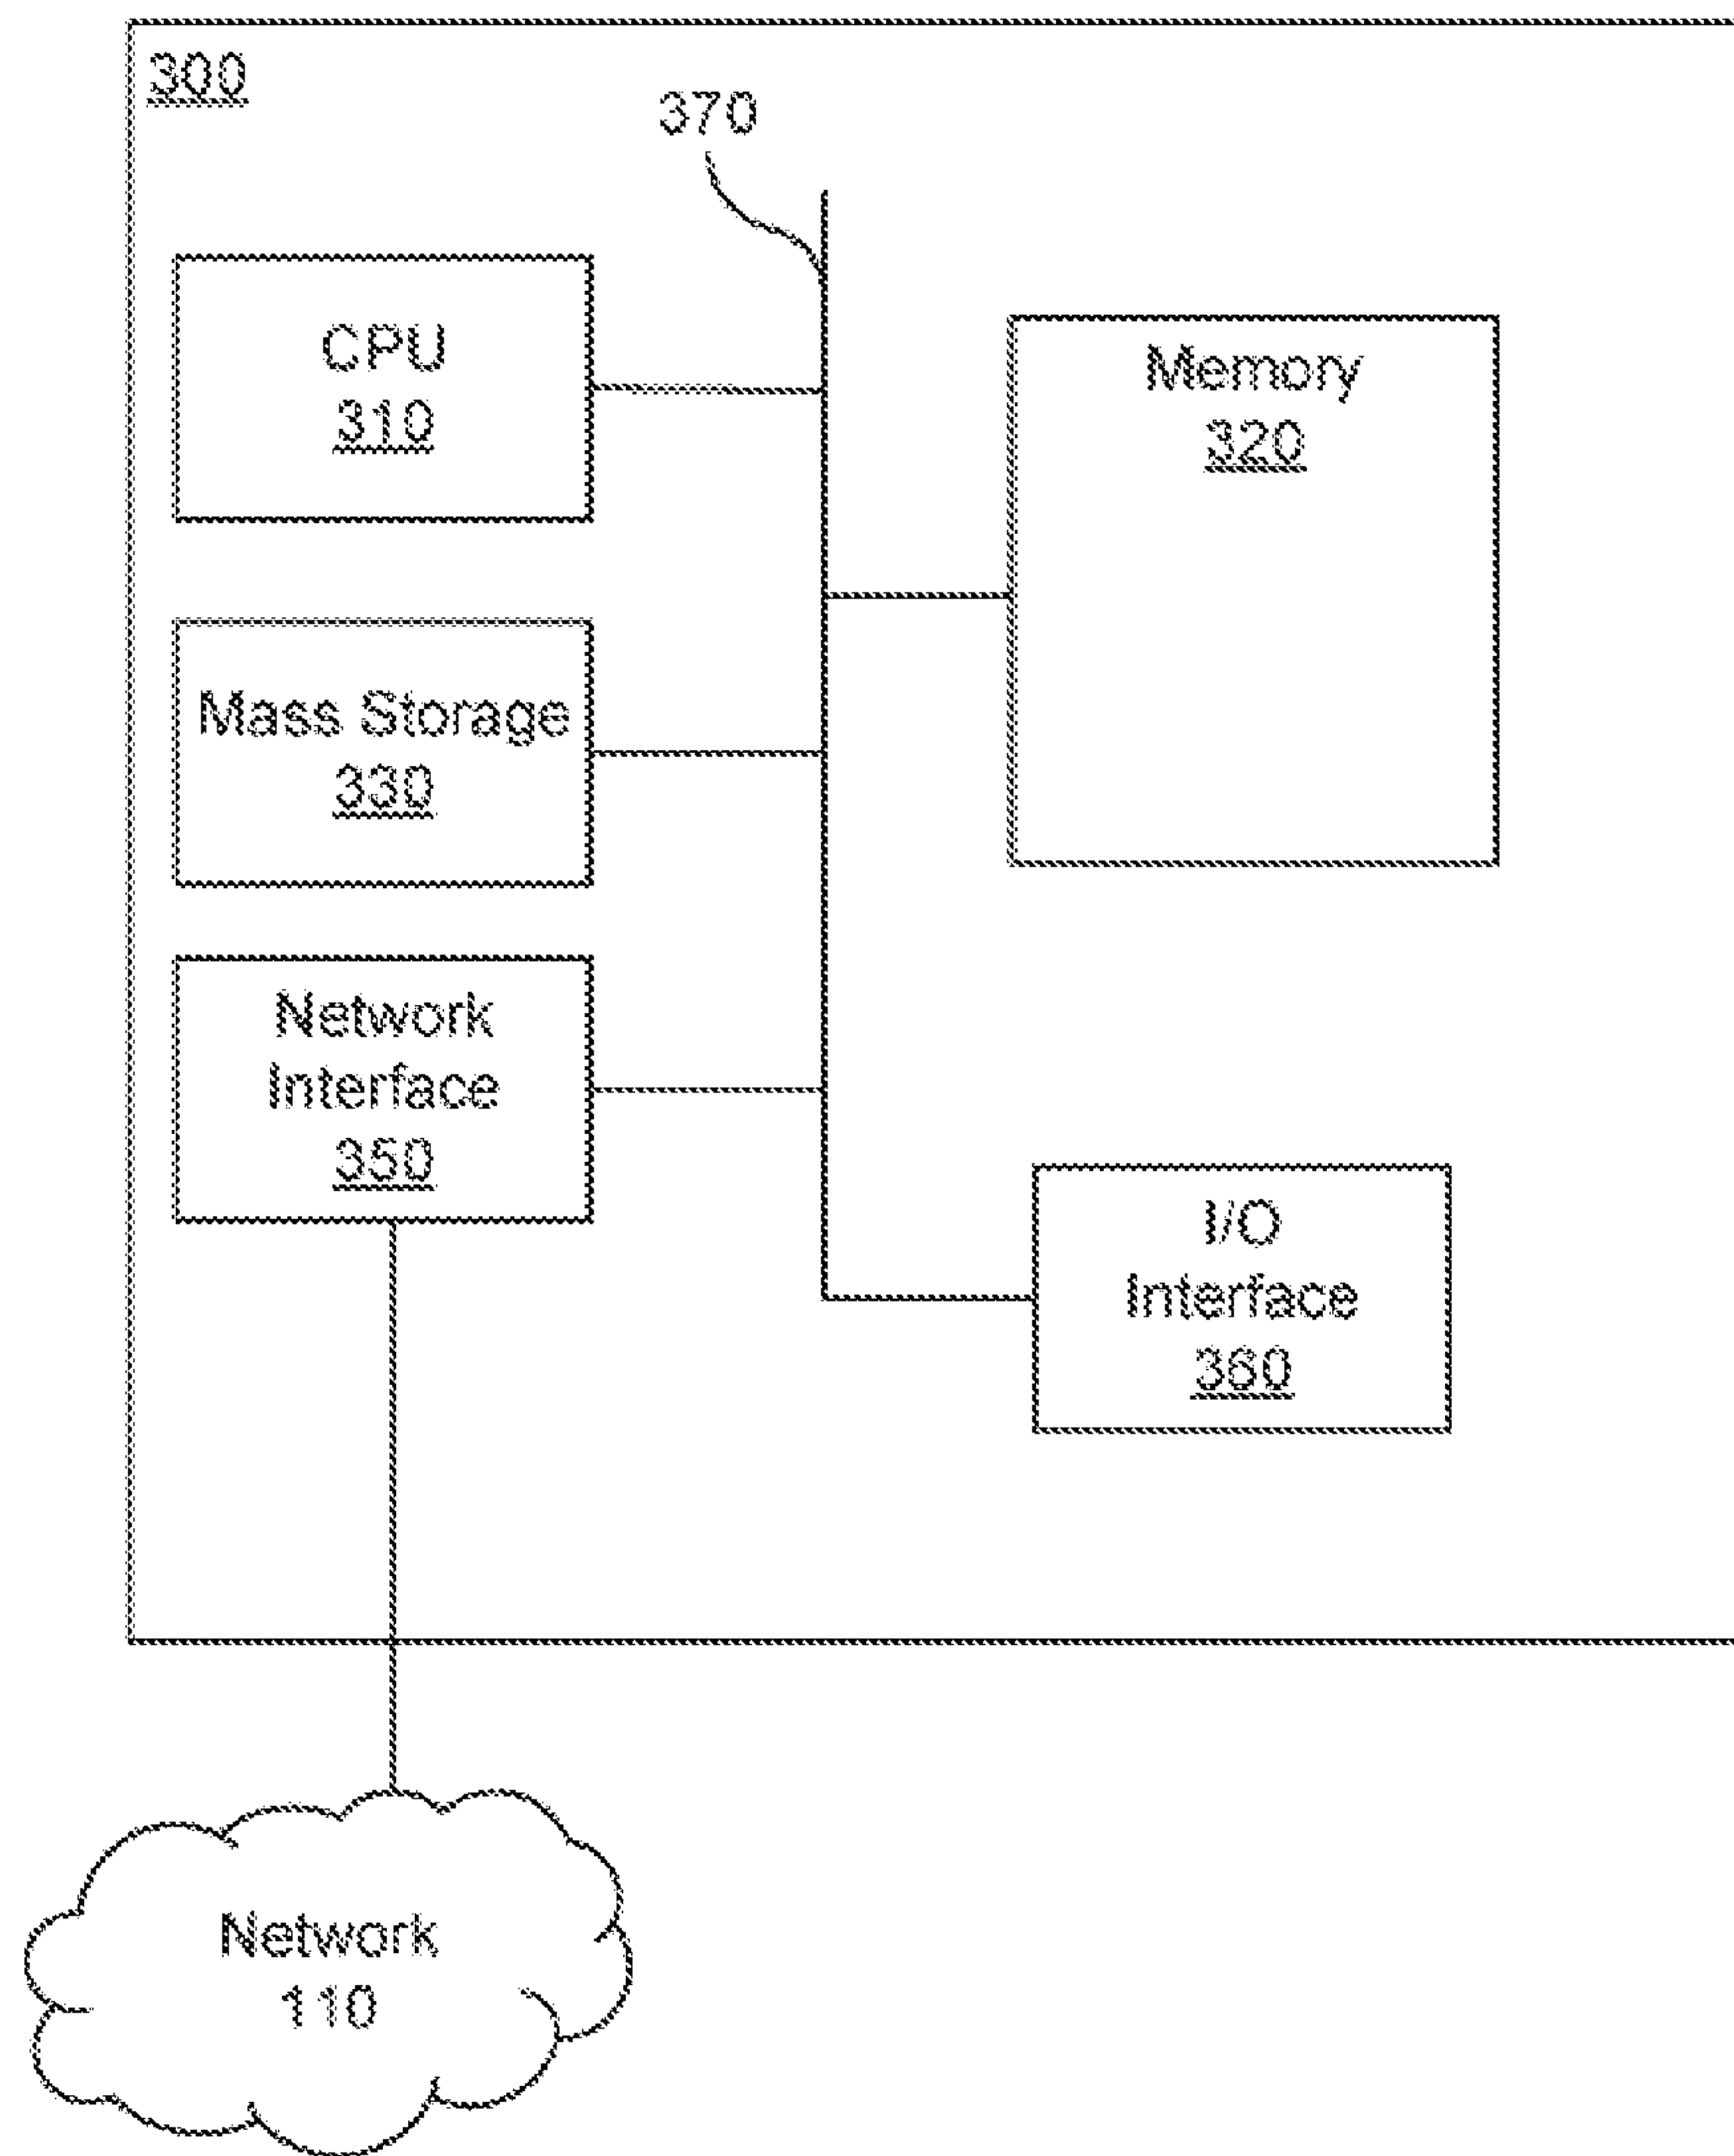 300
370
CPU
310
Memory
320
Mass Storage
330
Network
Interface
350
I/O
Interface
360
Network
110